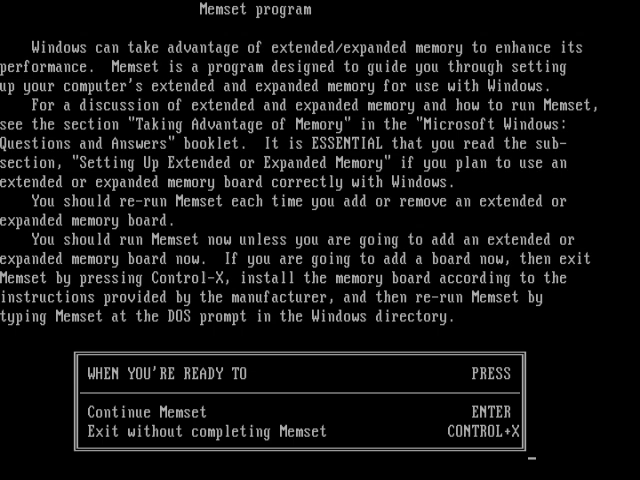 Memset program
Windows can take advantage of extended/expanded memory to enhance its
performance. Memset is a program designed to guide you through setting
up your computer's extended and expanded memory for use with Windows.
For a discussion of extended and expanded memory and how to run Memset,
see the section "Taking Advantage of Memory" in the "Microsoft Windows:
Questions and Answers" booklet. It is ESSENTIAL that you read the sub-
section, "Setting Up Extended or Expanded Memory" if you plan to use an
extended or expanded memory board correctly with Windows.
You should re-run Memset each time you add or remove an extended or
expanded memory board.
You should run Memset now unless you are going to add an extended or
expanded memory board now. If you are going to add a board now, then exit
Memset by pressing Control-X, install the memory board according to the
instructions provided by the manufacturer, and then re-run Memset by
typing Memset at the DOS prompt in the Windows directory.
WHEN YOU'RE READY TO PRESS
Continue Memset ENTER
Exit without completing Memset CONTROL+X